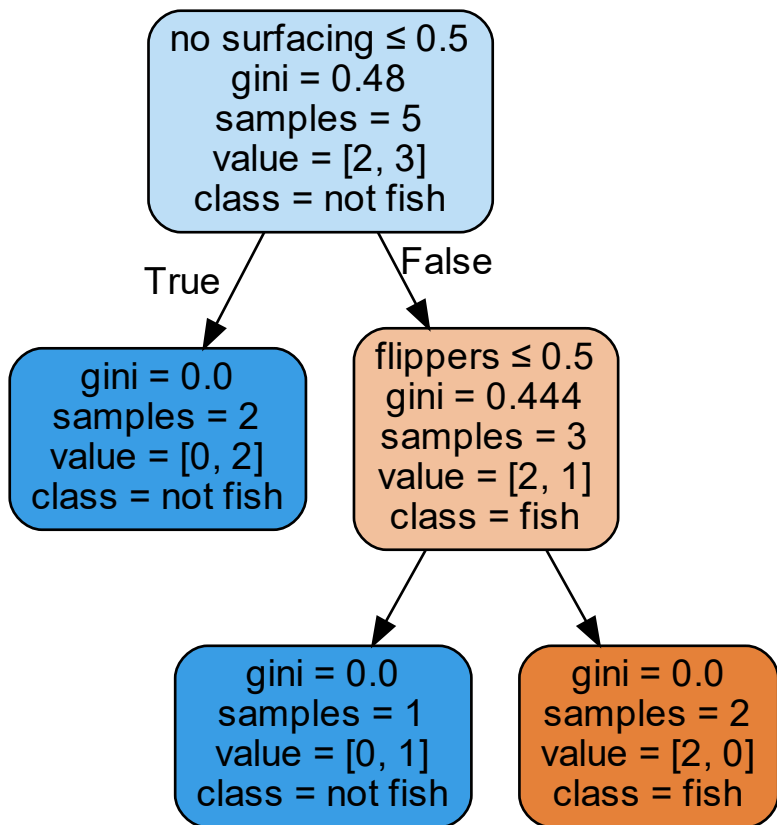 no surfacing ≤ 0.5
gini = 0.48
samples = 5
value = [2, 3]
class = not fish
True
False
gini = 0.0
samples = 2
value = [0, 2]
class = not fish
flippers ≤ 0.5
gini = 0.444
samples = 3
value = [2, 1]
class = fish
gini = 0.0
samples = 1
value = [0, 1]
class = not fish
gini = 0.0
samples = 2
value = [2, 0]
class = fish